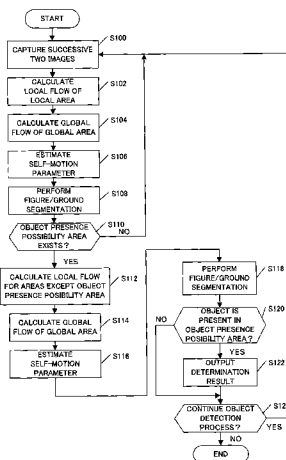 START
CAPTURE SUCCESSIVE
TWO IMAGES
S100
CALCULATE
LOCAL FLOW OF
LOCAL AREA
S102
CALCULATE GLOBAL
FLOW OF GLOBAL AREA
S104
ESTIMATE
SELF-MOTION
PARAMETER
S106
PERFORM
FIGURE/GROUND
SEGMENTATION
S108
OBJECT PRESENCE
POSSIBILITY AREA
EXISTS?
S110
NO
YES
CALCULATE LOCAL FLOW
FOR AREAS EXCEPT OBJECT
PRESENCE POSIBILITY AREA
S112
CALCULATE GLOBAL
FLOW OF GLOBAL AREA
S114
ESTIMATE
SELF-MOTION
PARAMETER
S116
PERFORM
FIGURE/GROUND
SEGMENTATION
S118
OBJECT IS
PRESENT IN
OBJECT PRESENCE
POSIBILITY AREA?
S120
NO
YES
OUTPUT
DETERMINATION
RESULT
S122
CONTINUE OBJECT
DETECTION
PROCESS?
S12
YES
NO
END